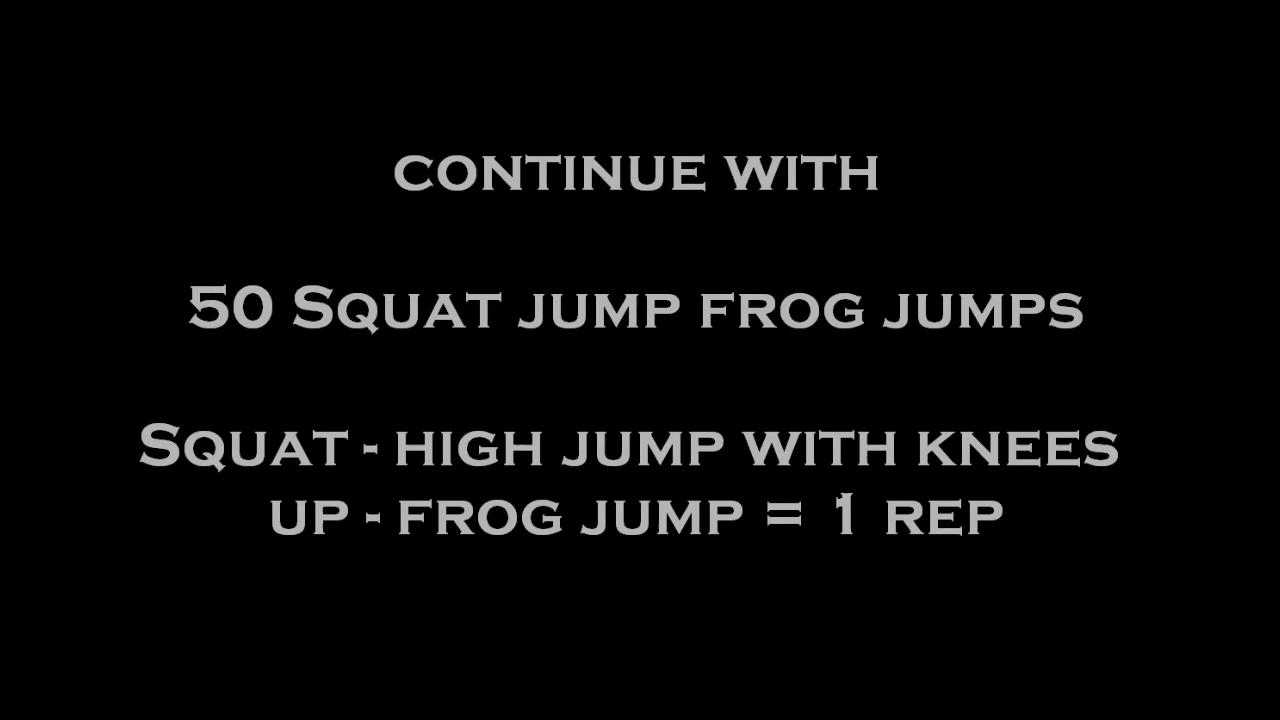 CONTINUE WITH
50 SQUAT JUMP FROG JUMPS
SQUAT - HIGH JUMP WITH KNEES
UP - FROG JUMP = 1 REP